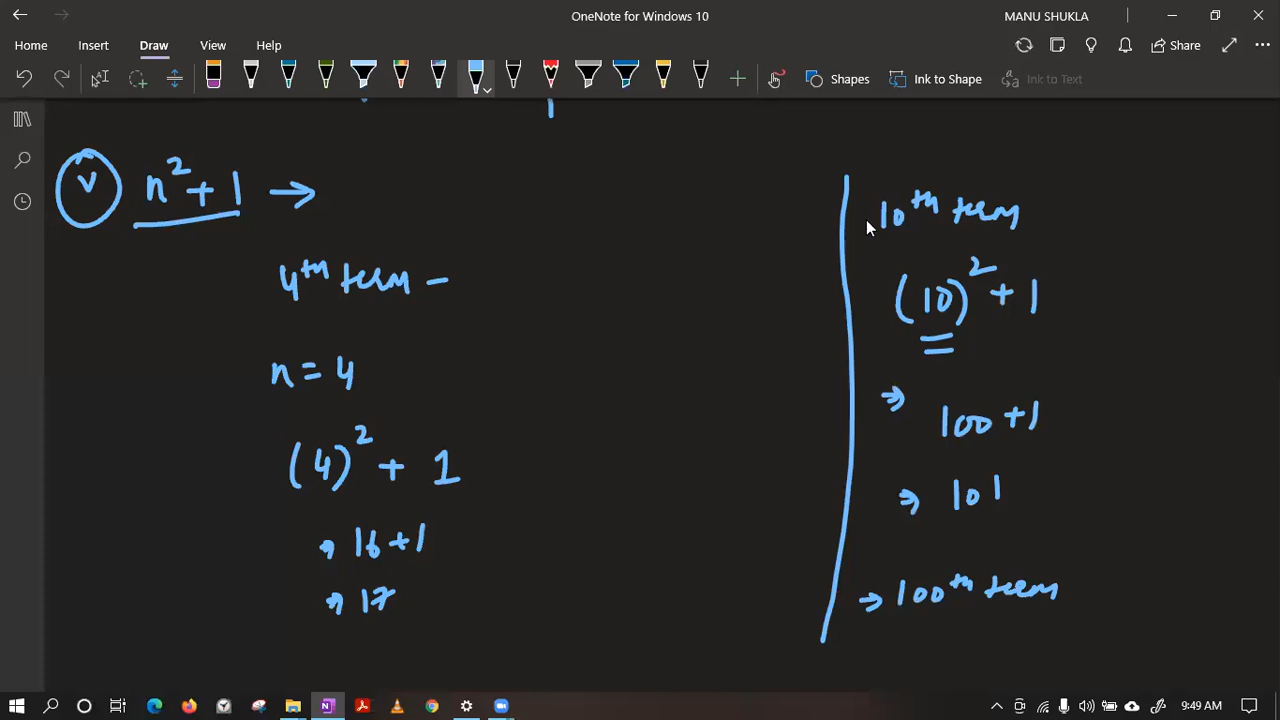 OneNote for Windows 10
MANU SHUKLA
Home Insert Draw View Help
Share
Shapes
Ink to Shape
Ink to Text
v n² + 1 →
4th term -
n = 4
(4)² + 1
→ 16 + 1
→ 17
10th term
(10)² + 1
⇒ 100 + 1
⇒ 101
→ 100th term
9:49 AM